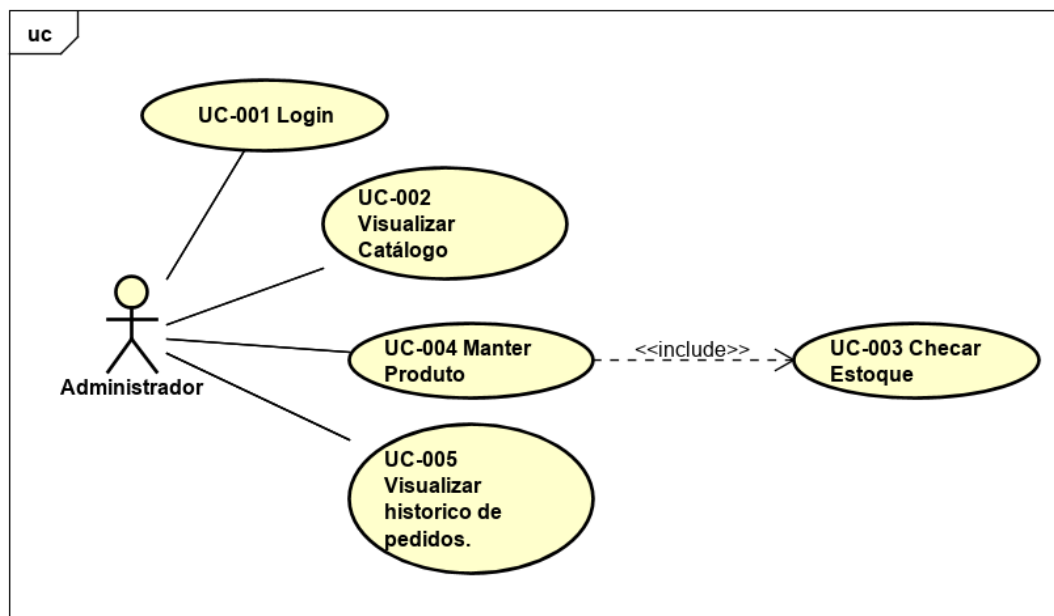 uc
UC-001 Login
UC-002
Visualizar
Catálogo
UC-004 Manter
Produto
<<include>>
UC-003 Checar
Estoque
Administrador
UC-005
Visualizar
historico de
pedidos.